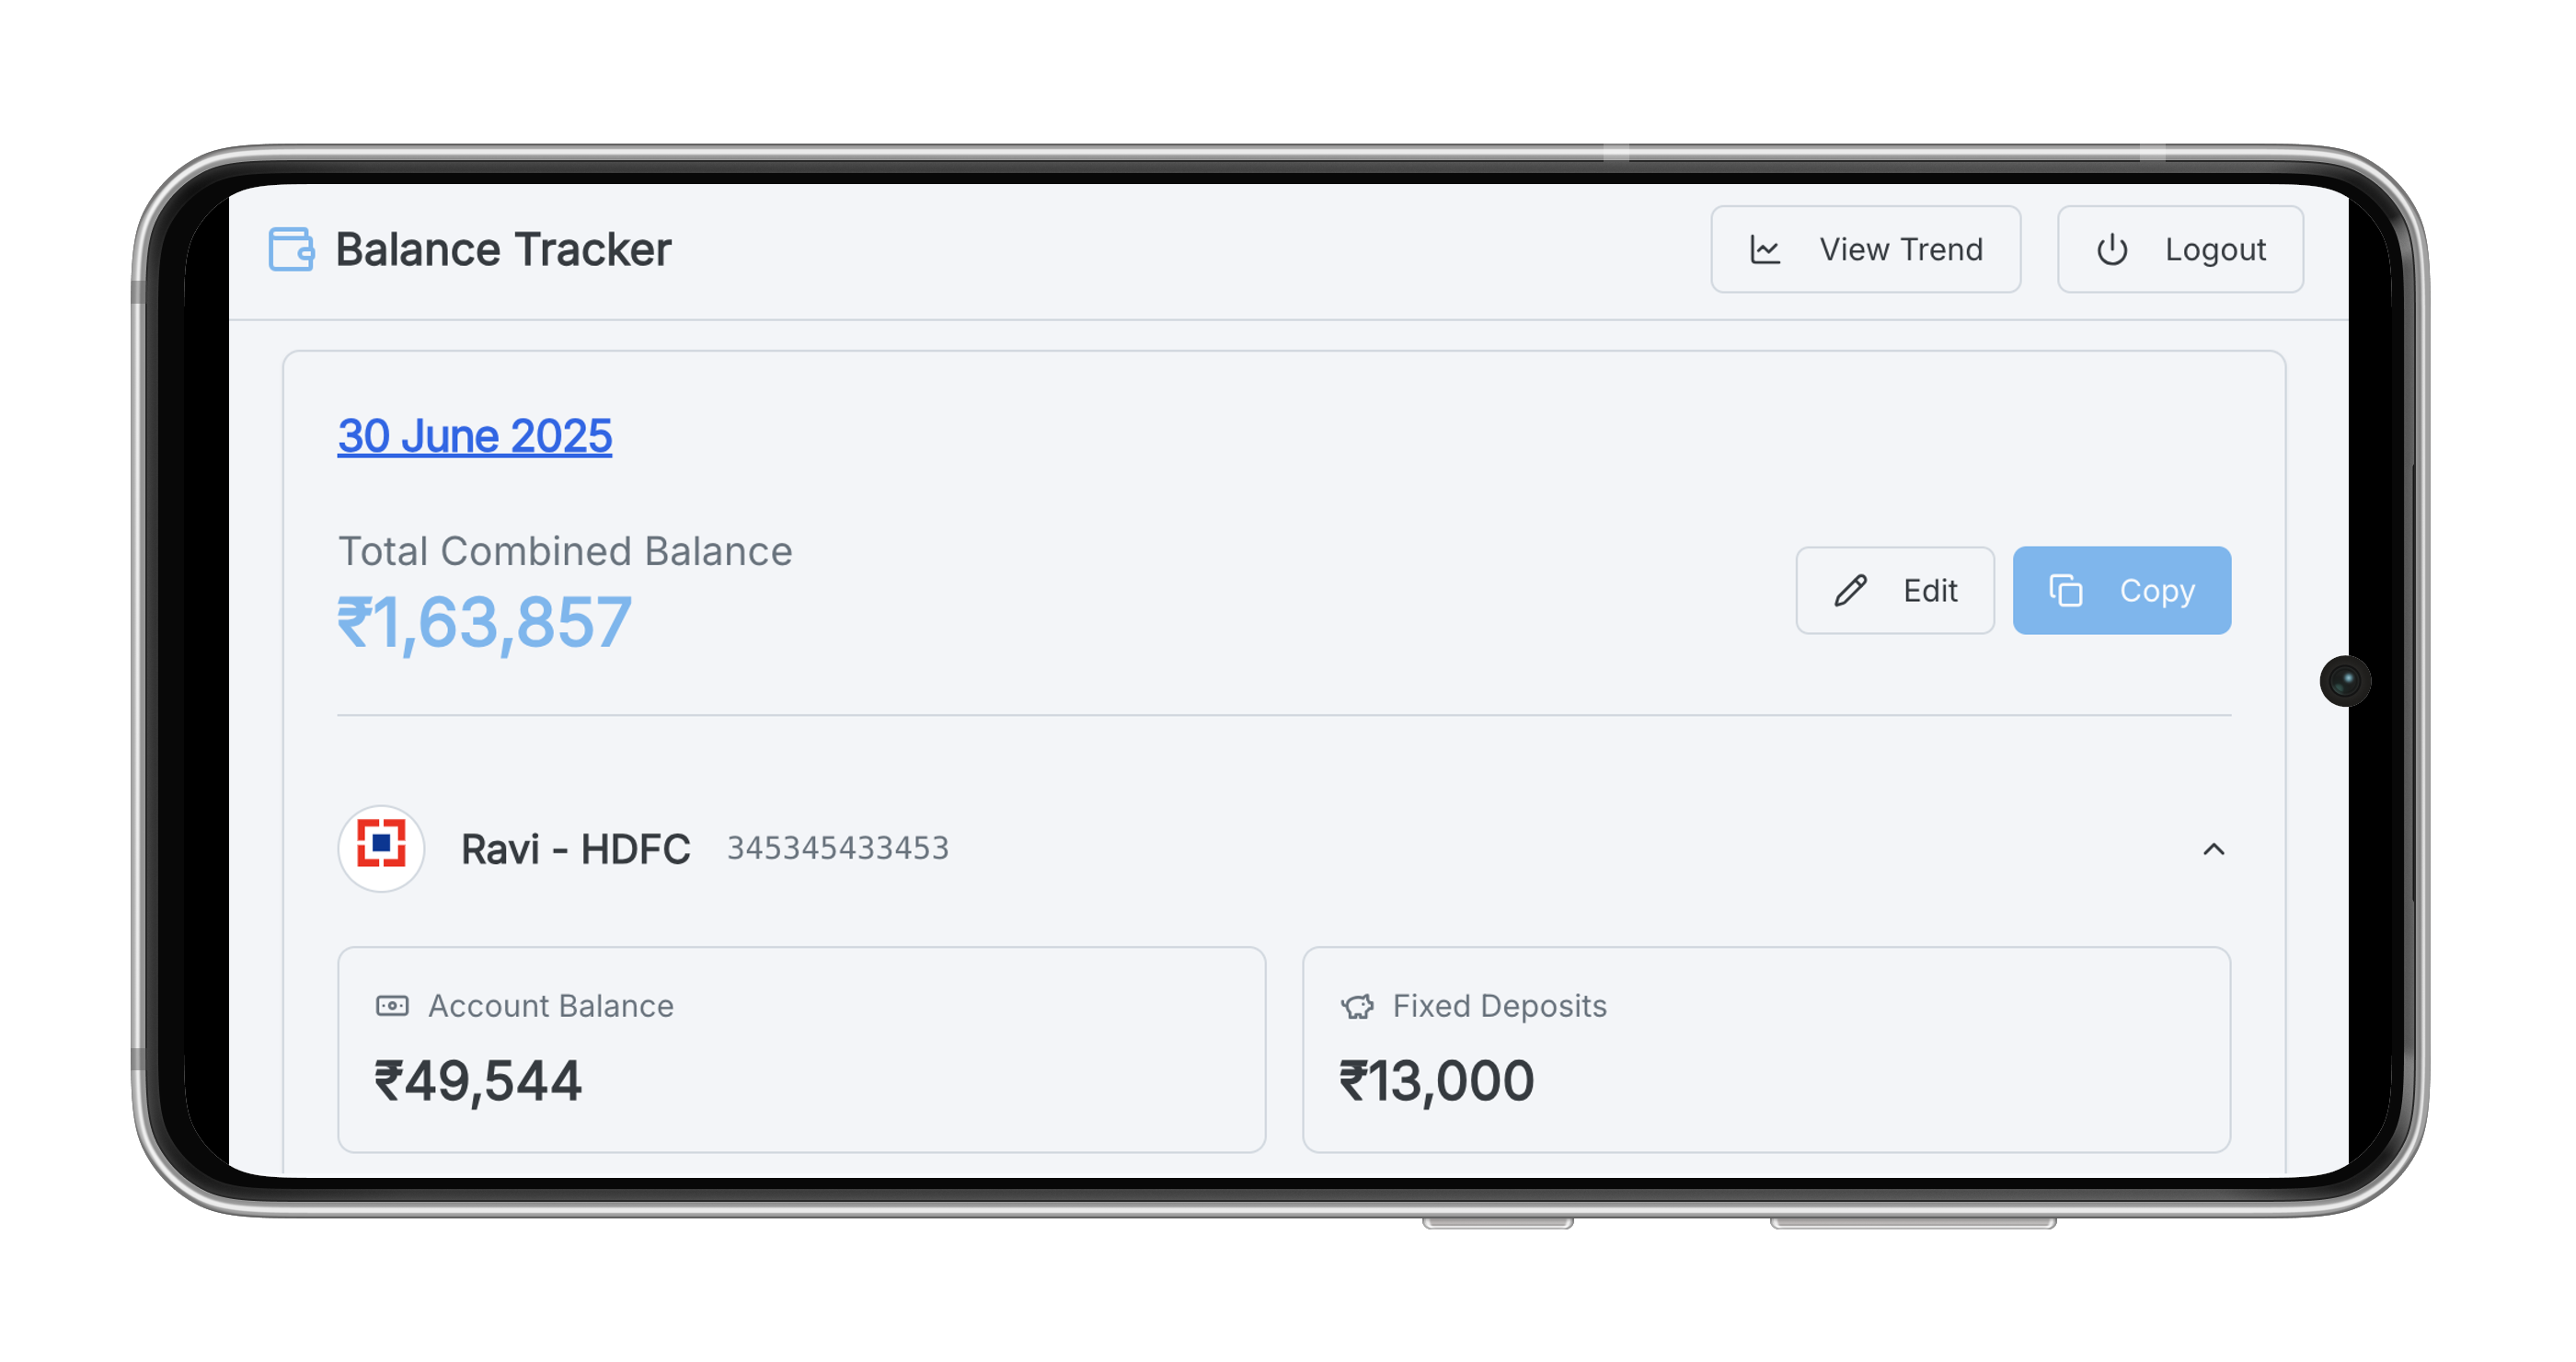 Balance Tracker
View Trend
Logout
30 June 2025
Total Combined Balance
₹1,63,857
Edit
Copy
Ravi - HDFC 345345433453
Account Balance
₹49,544
Fixed Deposits
₹13,000